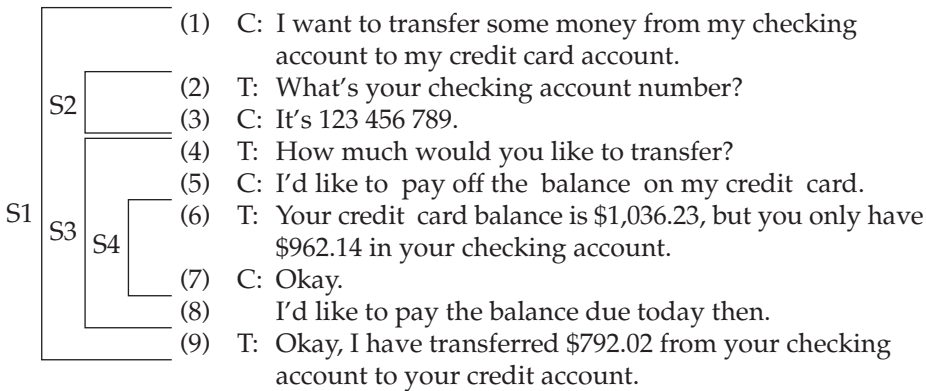 (1) C: I want to transfer some money from my checking
account to my credit card account.
(2) T: What's your checking account number?
S2
(3) C: It's 123 456 789.
(4) T: How much would you like to transfer?
(5) C: I'd like to pay off the balance on my credit card.
S1
(6) T: Your credit card balance is $1,036.23, but you only have
S3 S4
$962.14 in your checking account.
(7) C: Okay.
(8) I'd like to pay the balance due today then.
(9) T: Okay, I have transferred $792.02 from your checking
account to your credit account.